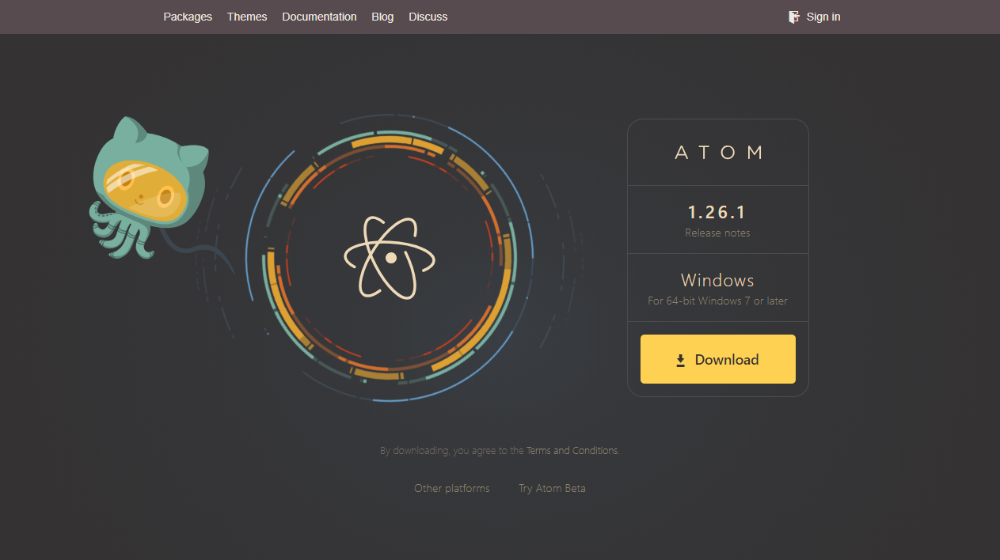 Packages Themes Documentation Blog Discuss Sign in
ATOM
1.26.1
Release notes
Windows
For 64-bit Windows 7 or later
Download
By downloading, you agree to the Terms and Conditions.
Other platforms Try Atom Beta